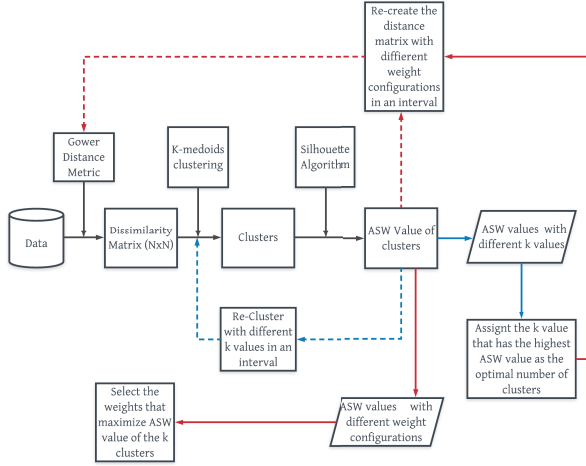 Re-create the
distance
matrix with
diffierent
weight
configurations
in an interval
Gower
Distance
Metric
K-medoids
clustering
Silhouette
Algorithm
Data
Dissimilarity
Matrix (NxN)
Clusters
ASW Value of
clusters
ASW values with
different k values
Re-Cluster
with different
k values in an
interval
Assignt the k value
that has the highest
ASW value as the
optimal number of
clusters
Select the
weights that
maximize ASW
value of the k
clusters
ASW values with
different weight
configurations